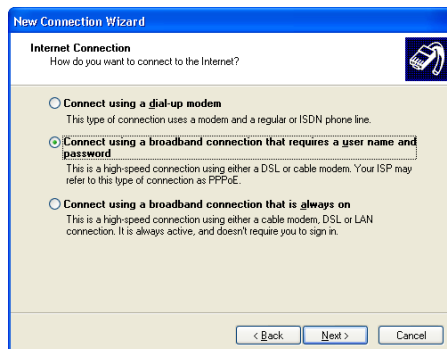 New Connection Wizard
Internet Connection
How do you want to connect to the Internet?
Connect using a dial-up modem
This type of connection uses a modem and a regular or ISDN phone line.
Connect using a broadband connection that requires a user name and
password
This is a high-speed connection using either a DSL or cable modem. Your ISP may
refer to this type of connection as PPPoE.
Connect using a broadband connection that is always on
This is a high-speed connection using either a cable modem, DSL or LAN
connection. It is always active, and doesn't require you to sign in.
< Back Next > Cancel